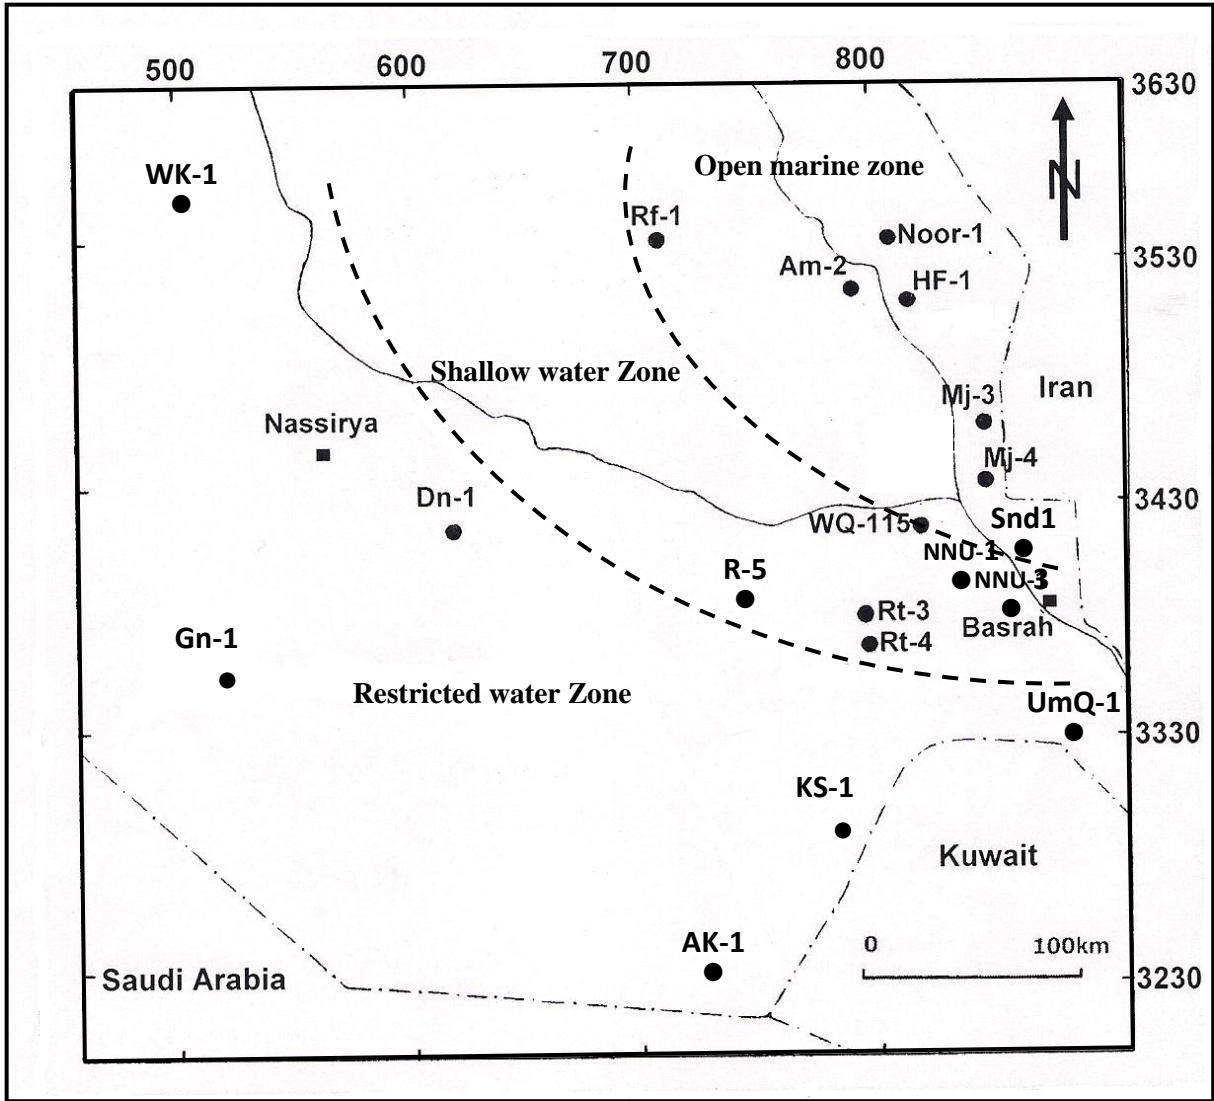 500
600
700
800
3630
WK-1
Open marine zone
N
Rf-1
Noor-1
3530
Am-2
HF-1
Shallow water Zone
Iran
Mj-3
Nassirya
Mj-4
Dn-1
3430
WQ-115
Snd1
NNU-1
R-5
NNU-3
Rt-3
Basrah
Gn-1
Rt-4
Restricted water Zone
UmQ-1
3330
KS-1
Kuwait
AK-1
0 100km
Saudi Arabia
3230